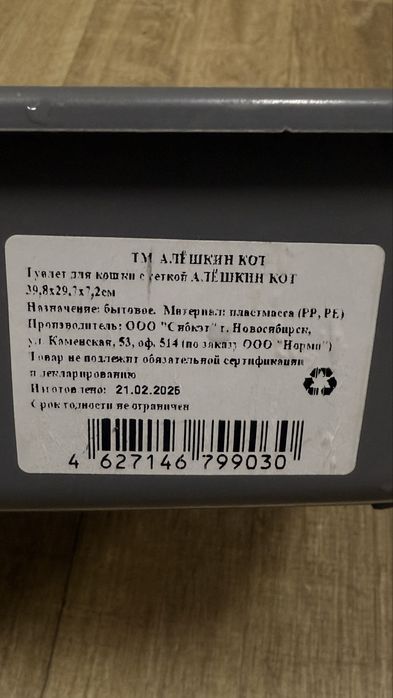 ТМ АЛЁШКИН КОТ
Туалет для кошки с сеткой АЛЁШКИН КОТ
39,8х29,7х7,2см
Назначение: бытовое. Материал: пластмасса (PP, PE)
Производитель: ООО "Сибкэт" г. Новосибирск,
ул. Каменская, 53, оф. 514 (по заказу ООО "Норми")
Товар не подлежит обязательной сертификации
и декларированию
Изготовлено: 21.02.2025
Срок годности не ограничен
4 627146 799030